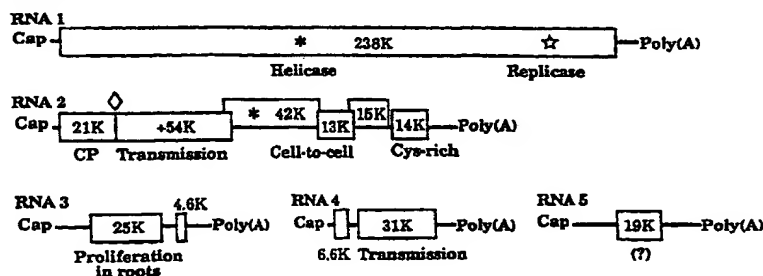 RNA 1
Cap * 238K ☆ Poly(A)
Helicase Replicase
RNA 2
Cap 21K +54K * 42K 13K 15K 14K Poly(A)
CP Transmission Cell-to-cell Cys-rich
RNA 3 4.6K RNA 4 RNA 5
Cap 25K Poly(A) Cap 31K Poly(A) Cap 19K Poly(A)
Proliferation 6.6K Transmission (?)
in roots